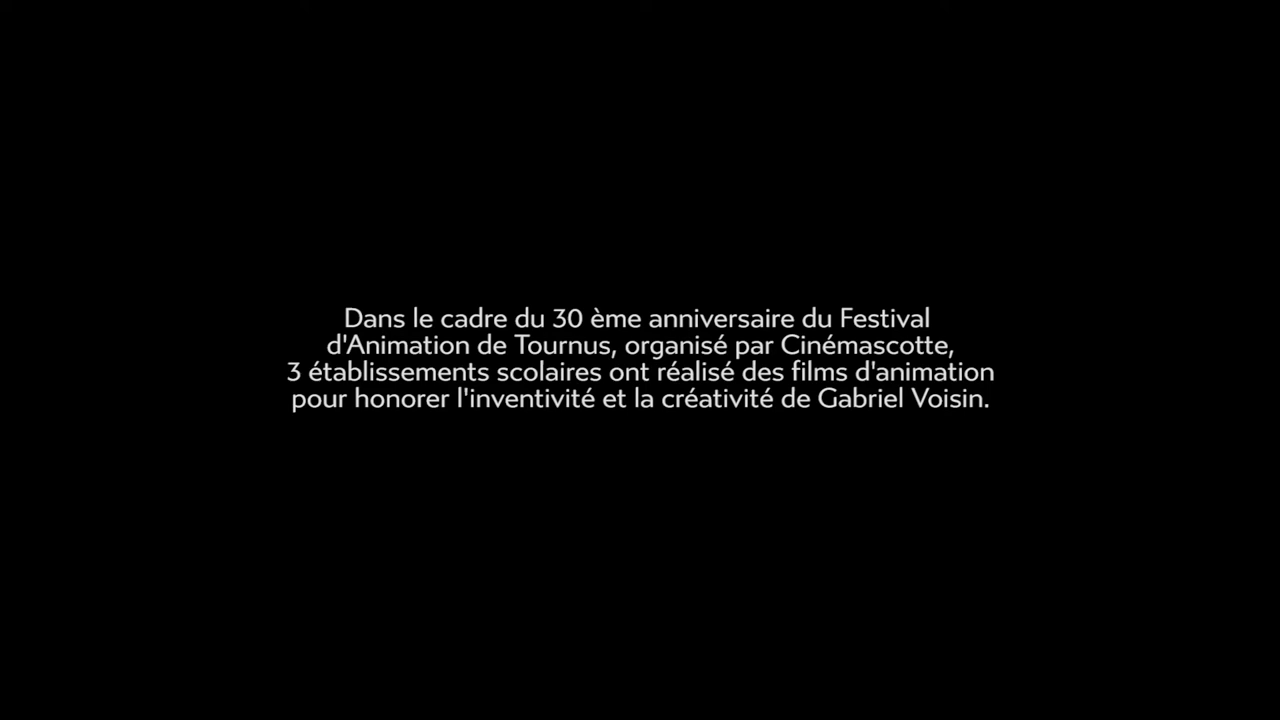 Dans le cadre du 30 ème anniversaire du Festival
d'Animation de Tournus, organisé par Cinémascotte,
3 établissements scolaires ont réalisé des films d'animation
pour honorer l'inventivité et la créativité de Gabriel Voisin.